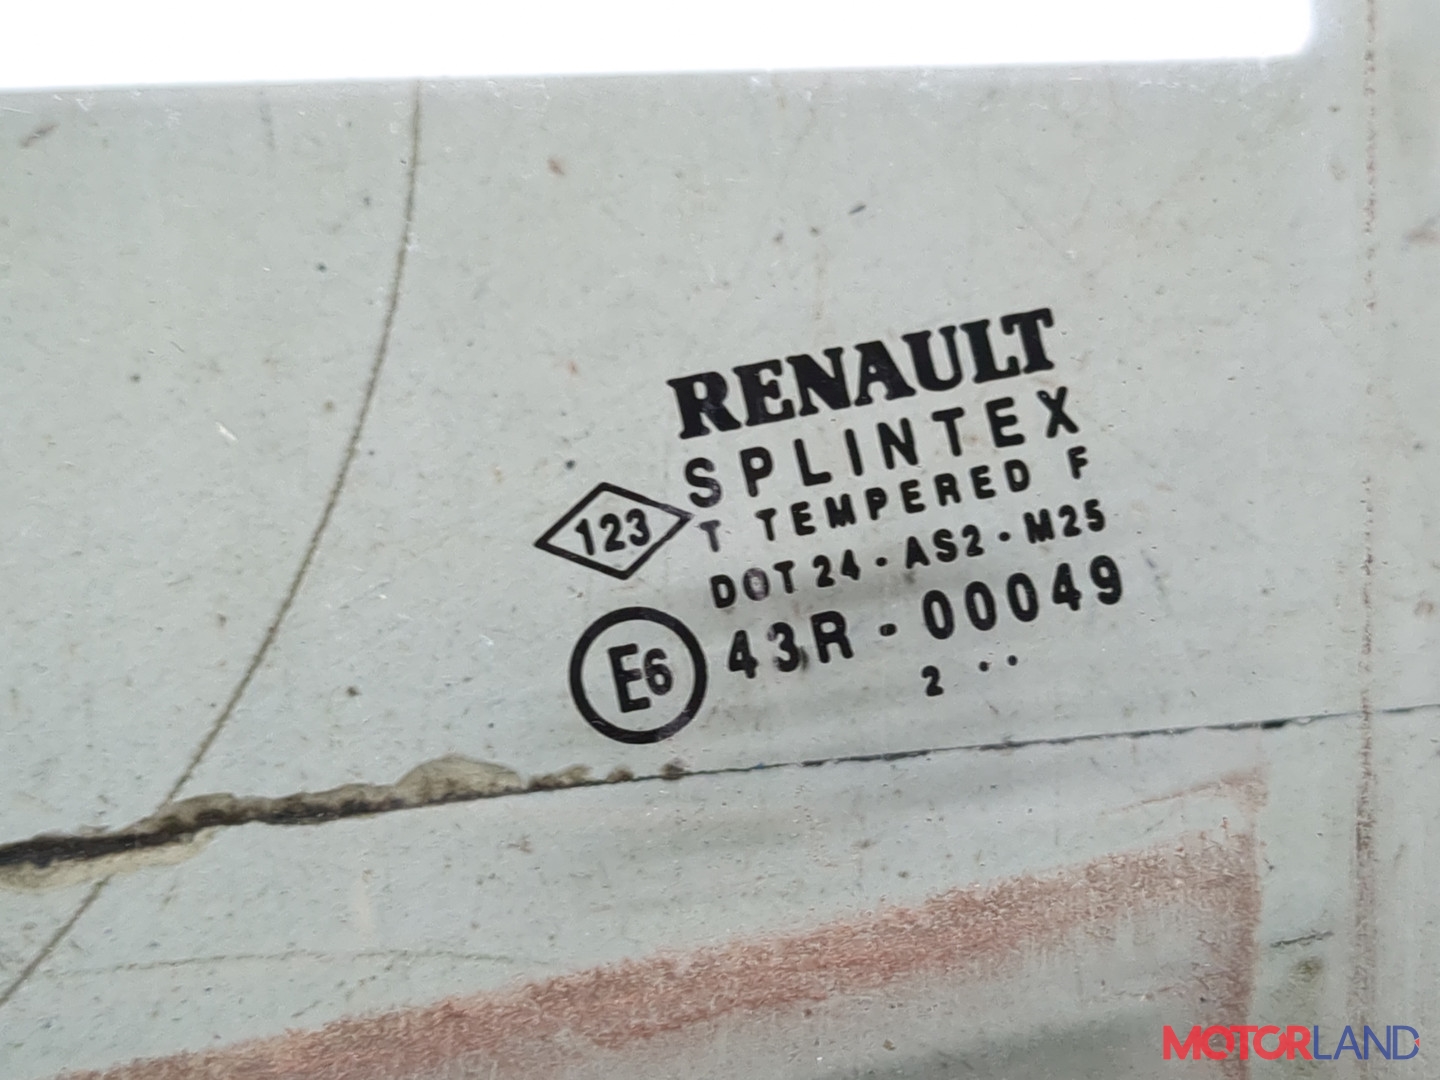 RENAULT
SPLINTEX
123
T TEMPERED F
DOT 24 · AS2 · M25
E6
43R - 00049
2 ··
MOTORLAND